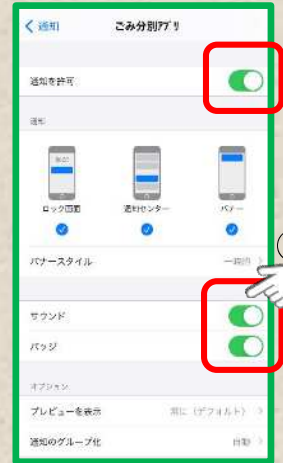 通知 ごみ分別アプリ
通知を許可
通知
ロック画面 通知センター バナー
バナースタイル 一時的
サウンド
バッジ
オプション
プレビューを表示 常に（デフォルト）
通知のグループ化 自動